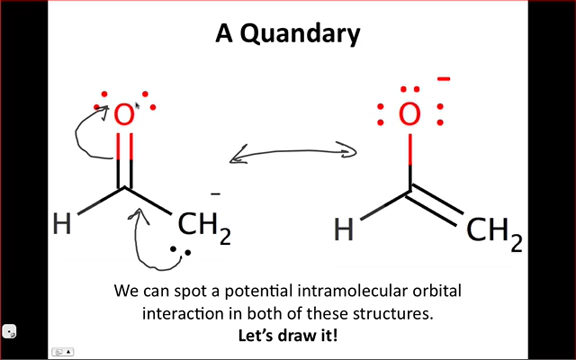 A Quandary
O
H
CH2
−
O
−
H
CH2
We can spot a potential intramolecular orbital
interaction in both of these structures.
Let's draw it!